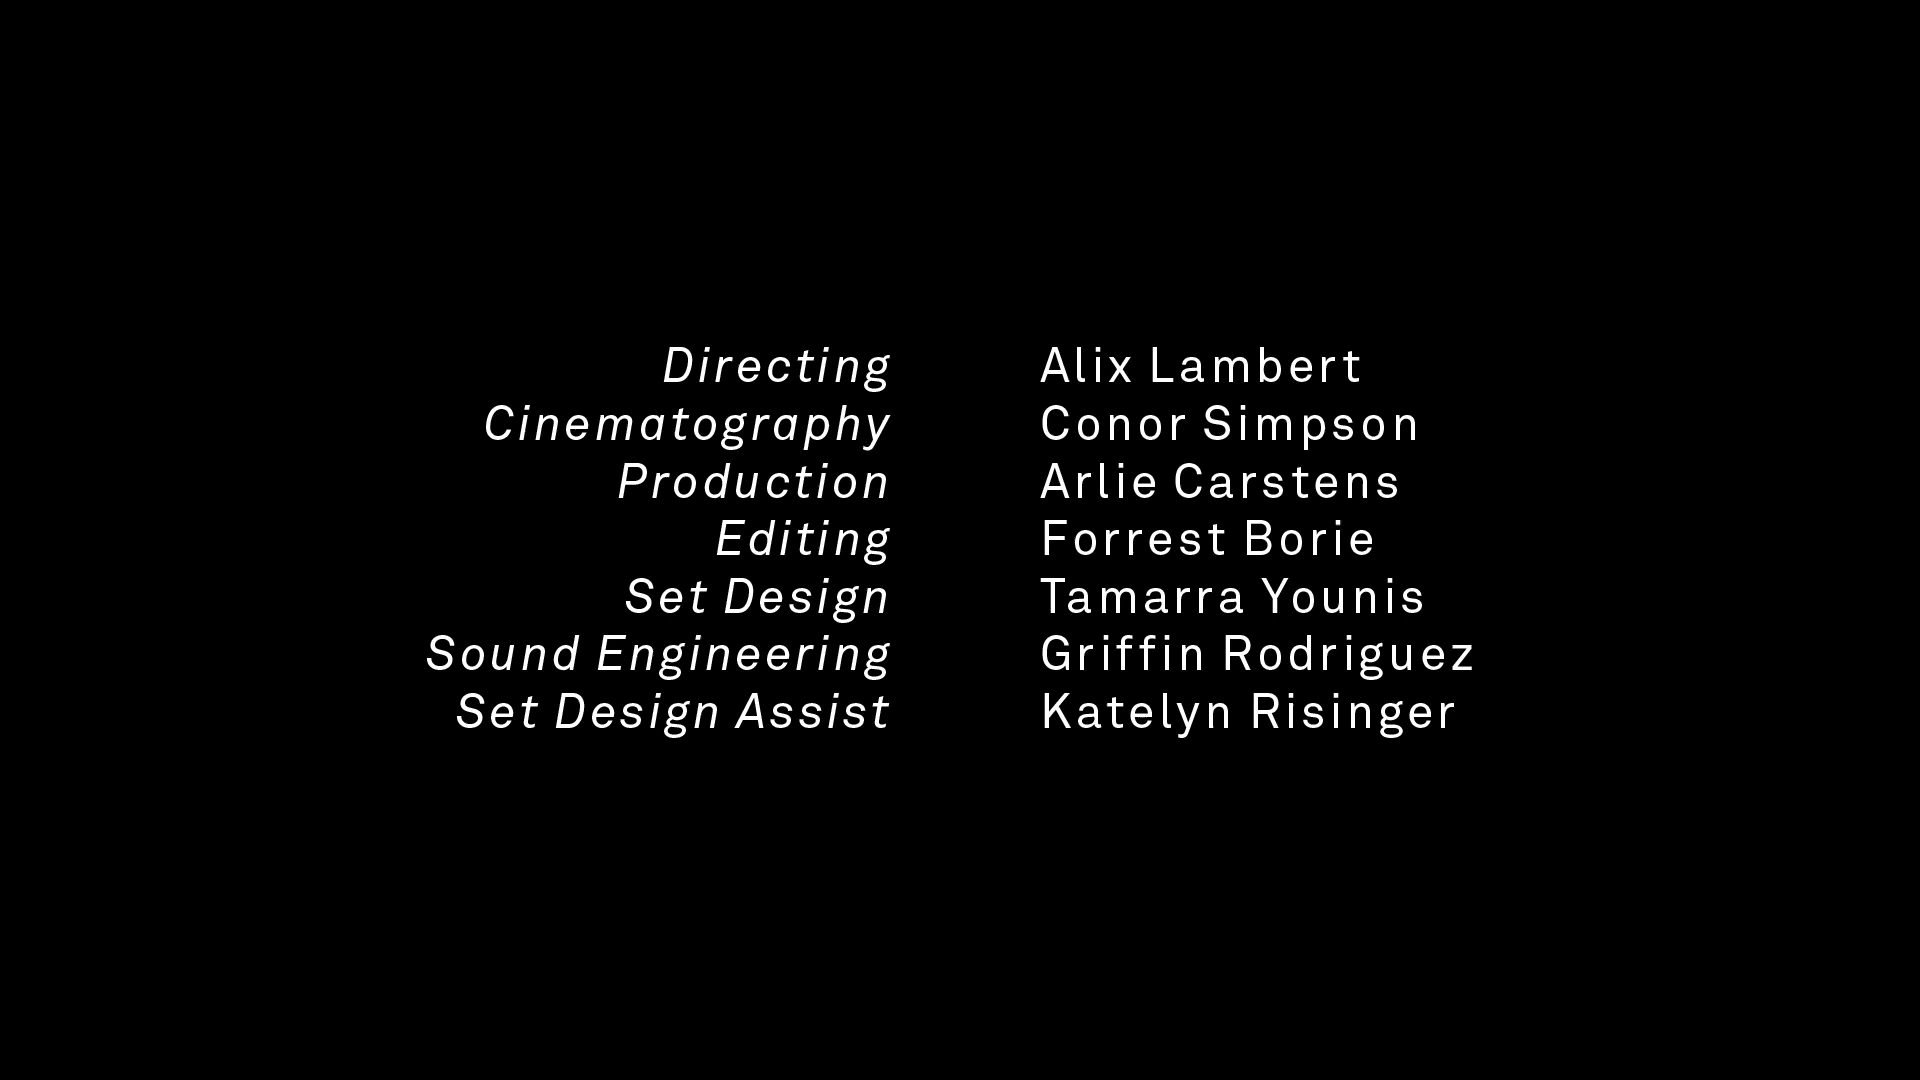 Directing Alix Lambert
Cinematography Conor Simpson
Production Arlie Carstens
Editing Forrest Borie
Set Design Tamarra Younis
Sound Engineering Griffin Rodriguez
Set Design Assist Katelyn Risinger